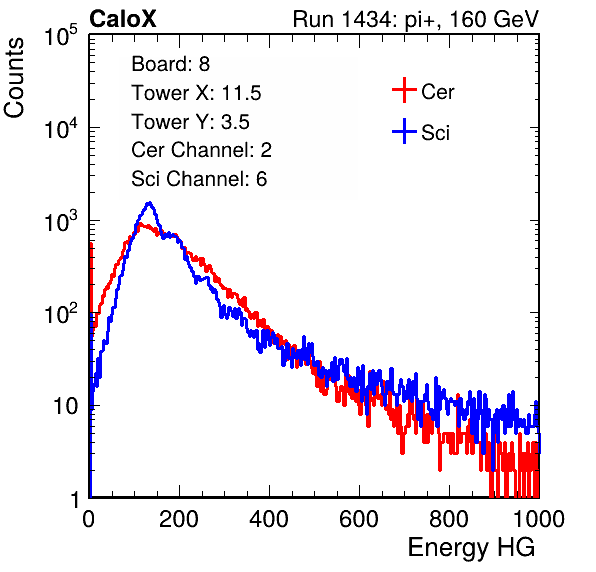 CaloX Run 1434: pi+, 160 GeV
Counts
10^5
10^4
10^3
10^2
10
1
Board: 8
Tower X: 11.5
Tower Y: 3.5
Cer Channel: 2
Sci Channel: 6
Cer
Sci
0 200 400 600 800 1000
Energy HG